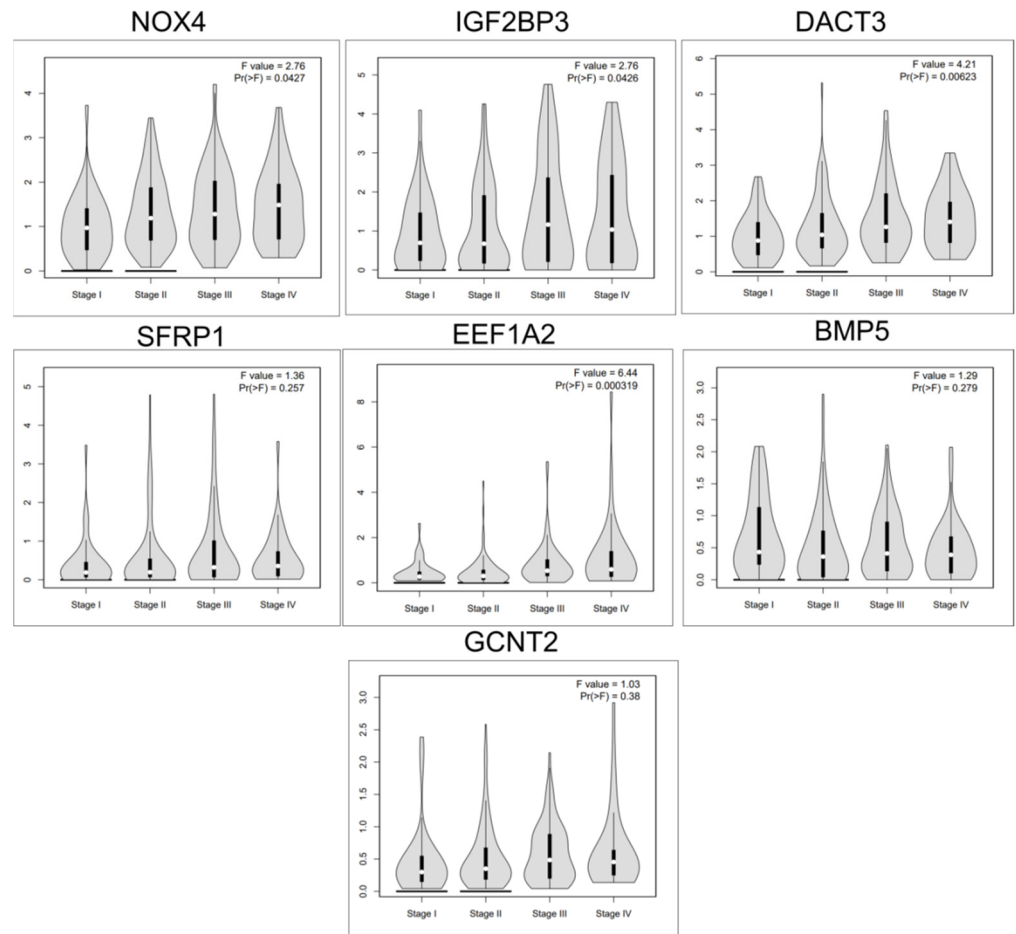 NOX4
F value = 2.76
Pr(>F) = 0.0427
4
3
2
1
0
Stage I Stage II Stage III Stage IV
IGF2BP3
F value = 2.76
Pr(>F) = 0.0426
5
4
3
2
1
0
Stage I Stage II Stage III Stage IV
DACT3
F value = 4.21
Pr(>F) = 0.00623
6
5
4
3
2
1
0
Stage I Stage II Stage III Stage IV
SFRP1
F value = 1.36
Pr(>F) = 0.257
5
4
3
2
1
0
Stage I Stage II Stage III Stage IV
EEF1A2
F value = 6.44
Pr(>F) = 0.000319
8
6
4
2
0
Stage I Stage II Stage III Stage IV
BMP5
F value = 1.29
Pr(>F) = 0.279
3.0
2.5
2.0
1.5
1.0
0.5
0.0
Stage I Stage II Stage III Stage IV
GCNT2
F value = 1.03
Pr(>F) = 0.38
3.0
2.5
2.0
1.5
1.0
0.5
0.0
Stage I Stage II Stage III Stage IV